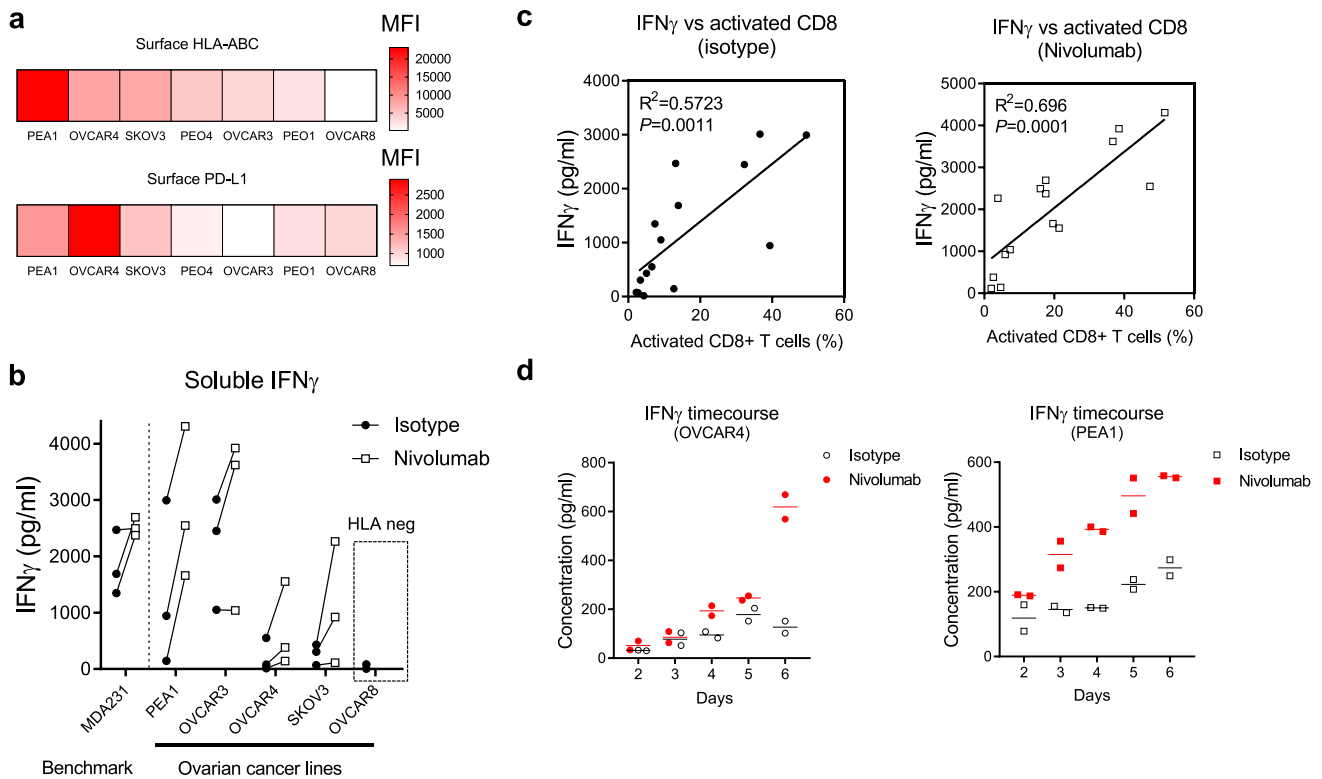 a
Surface HLA-ABC
MFI
20000
15000
10000
5000
PEA1 OVCAR4 SKOV3 PEO4 OVCAR3 PEO1 OVCAR8
Surface PD-L1
MFI
2500
2000
1500
1000
PEA1 OVCAR4 SKOV3 PEO4 OVCAR3 PEO1 OVCAR8
b
Soluble IFNγ
Isotype
Nivolumab
HLA neg
IFNγ (pg/ml)
4000
3000
2000
1000
0
MDA231
PEA1
OVCAR3
OVCAR4
SKOV3
OVCAR8
Benchmark
Ovarian cancer lines
c
IFNγ vs activated CD8
(isotype)
R²=0.5723
P=0.0011
IFNγ (pg/ml)
4000
3000
2000
1000
0
0 20 40 60
Activated CD8+ T cells (%)
IFNγ vs activated CD8
(Nivolumab)
R²=0.696
P=0.0001
IFNγ (pg/ml)
5000
4000
3000
2000
1000
0
0 20 40 60
Activated CD8+ T cells (%)
d
IFNγ timecourse
(OVCAR4)
Isotype
Nivolumab
Concentration (pg/ml)
800
600
400
200
0
2 3 4 5 6
Days
IFNγ timecourse
(PEA1)
Isotype
Nivolumab
Concentration (pg/ml)
600
400
200
0
2 3 4 5 6
Days